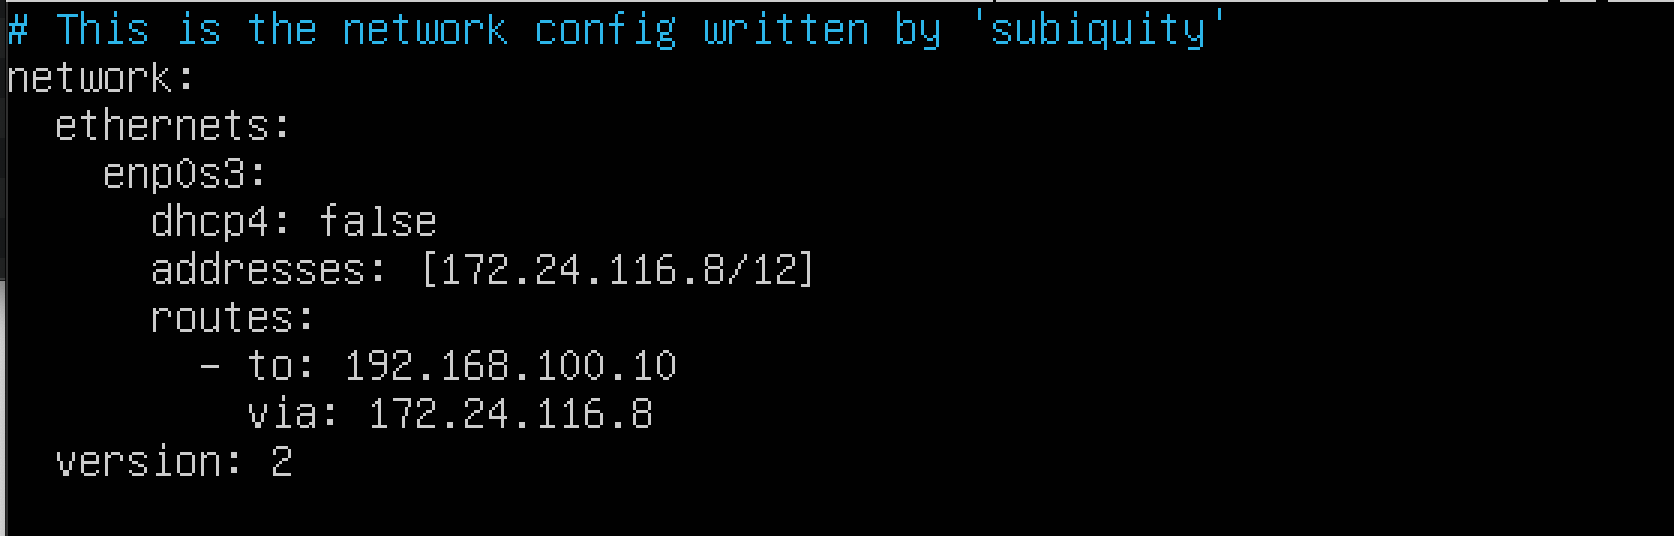 # This is the network config written by 'subiquity'
network:
  ethernets:
    enp0s3:
      dhcp4: false
      addresses: [172.24.116.8/12]
      routes:
        - to: 192.168.100.10
          via: 172.24.116.8
  version: 2